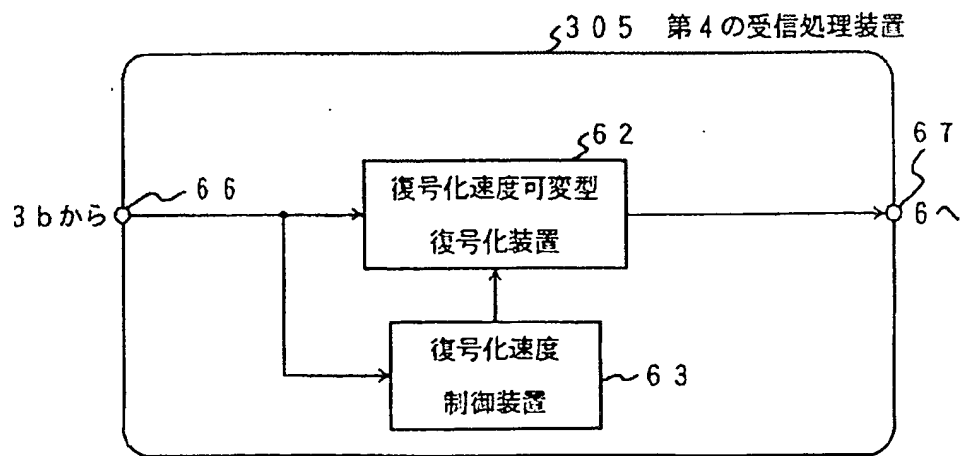 305 第4の受信処理装置
62
67
復号化速度可変型
復号化装置
66
3bから
6へ
復号化速度
制御装置
63